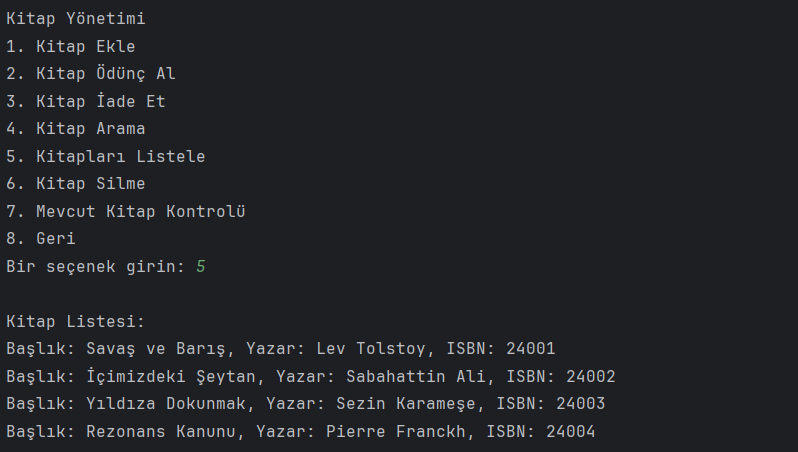 Kitap Yönetimi
1. Kitap Ekle
2. Kitap Ödünç Al
3. Kitap İade Et
4. Kitap Arama
5. Kitapları Listele
6. Kitap Silme
7. Mevcut Kitap Kontrolü
8. Geri
Bir seçenek girin: 5
Kitap Listesi:
Başlık: Savaş ve Barış, Yazar: Lev Tolstoy, ISBN: 24001
Başlık: İçimizdeki Şeytan, Yazar: Sabahattin Ali, ISBN: 24002
Başlık: Yıldıza Dokunmak, Yazar: Sezin Karameşe, ISBN: 24003
Başlık: Rezonans Kanunu, Yazar: Pierre Franckh, ISBN: 24004